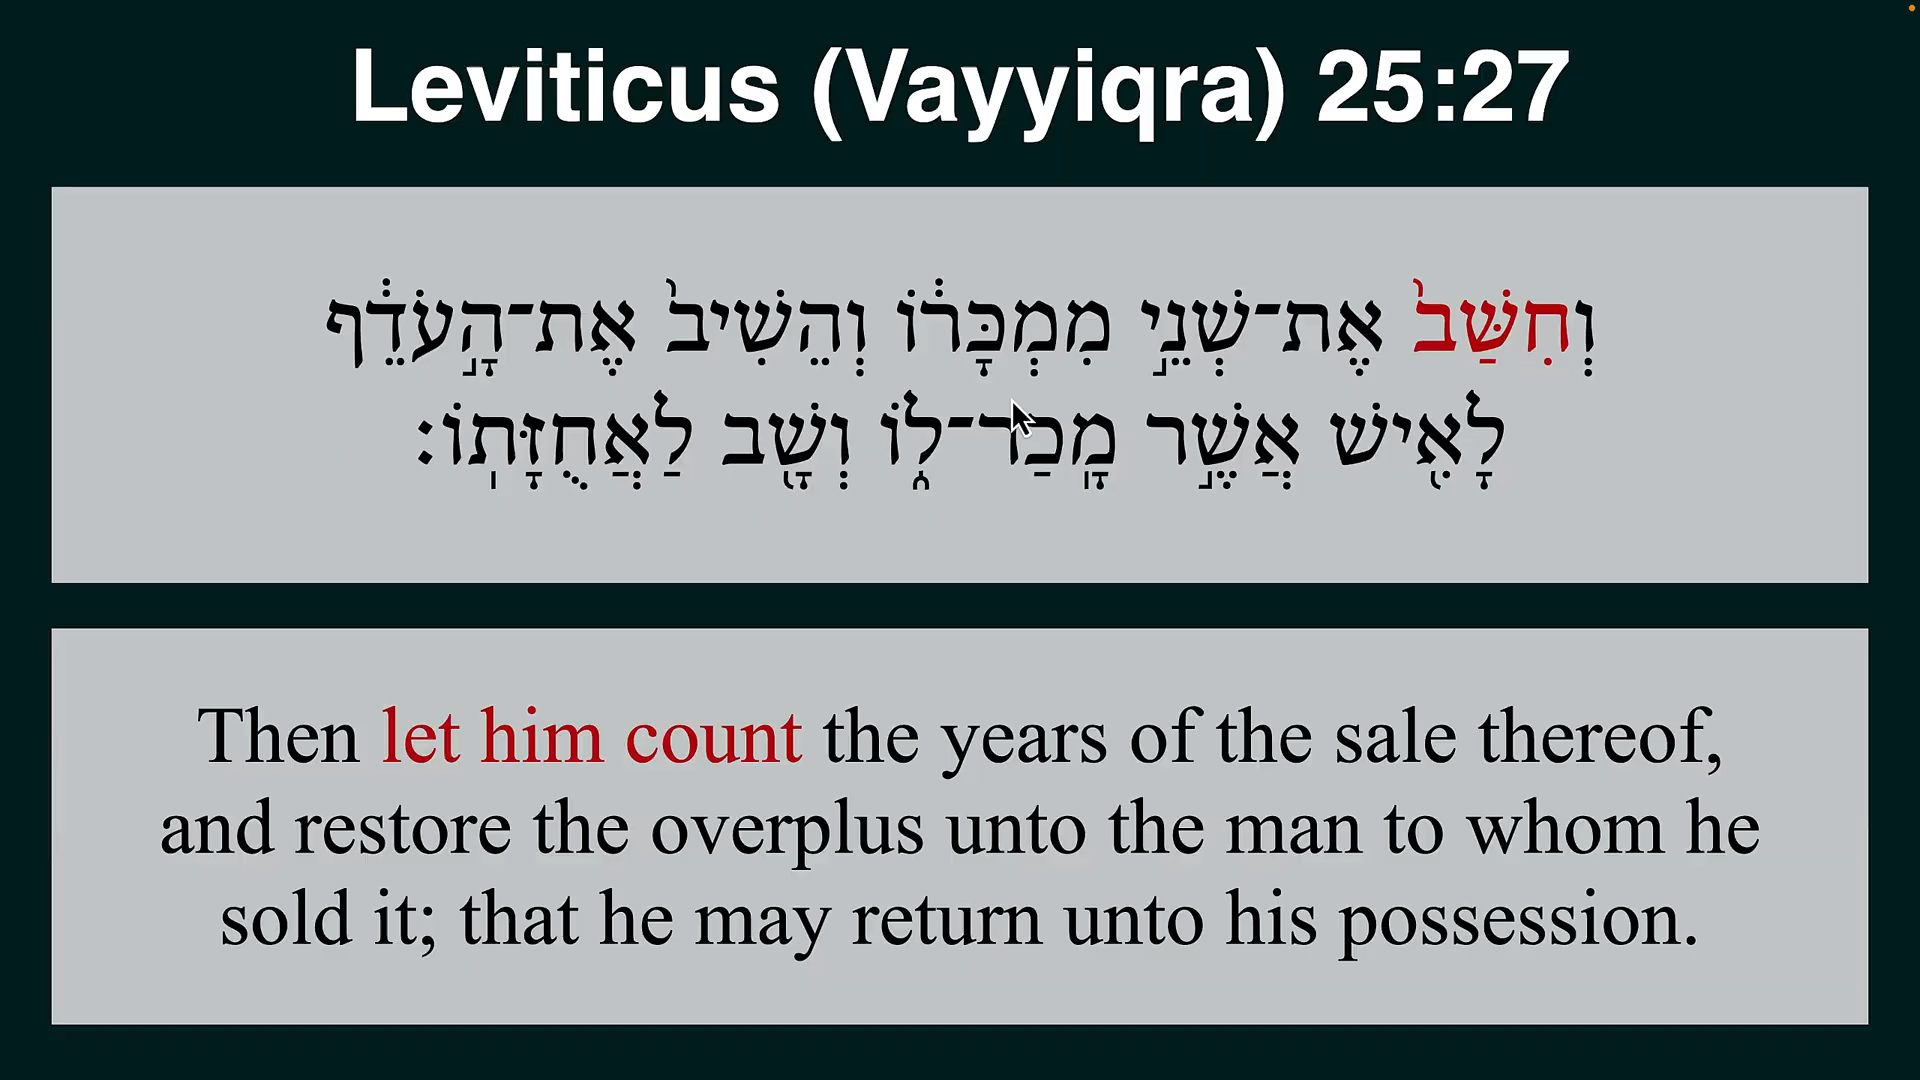 Leviticus (Vayyiqra) 25:27
וְחִשַּׁב֙ אֶת־שְׁנֵ֣י מִמְכָּר֔וֹ וְהֵשִׁיב֙ אֶת־הָ֣עֹדֵ֔ף
לָאִ֖ישׁ אֲשֶׁ֣ר מָֽכַר־ל֑וֹ וְשָׁ֖ב לַאֲחֻזָּתֽוֹ׃
Then let him count the years of the sale thereof,
and restore the overplus unto the man to whom he
sold it; that he may return unto his possession.